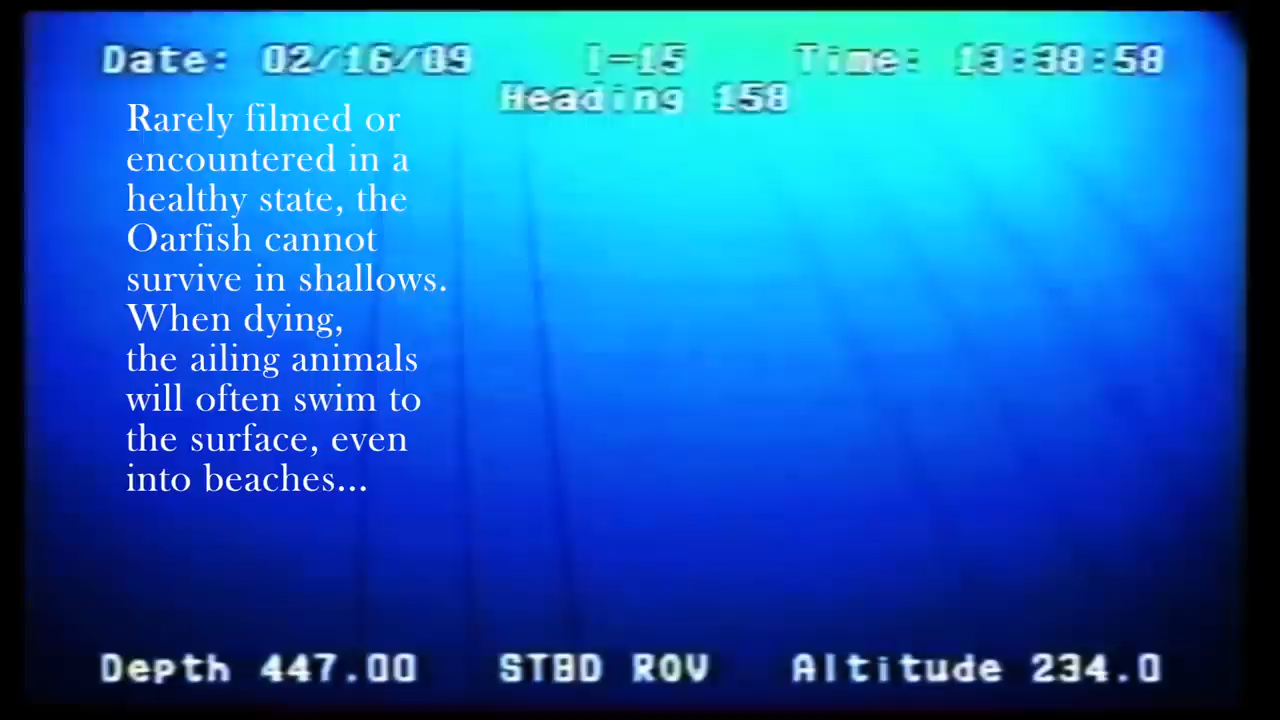 Date: 02/16/09 I-15 Time: 13:38:58
Heading 158
Rarely filmed or
encountered in a
healthy state, the
Oarfish cannot
survive in shallows.
When dying,
the ailing animals
will often swim to
the surface, even
into beaches...
Depth 447.00 STBD ROV Altitude 234.0